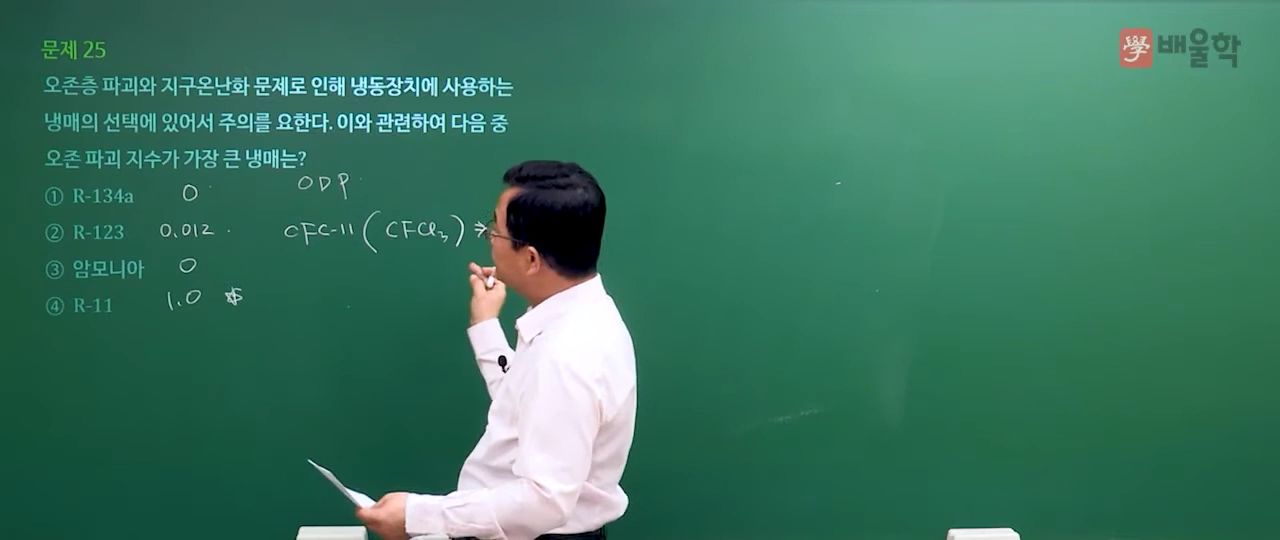 문제 25
學 배울학
오존층 파괴와 지구온난화 문제로 인해 냉동장치에 사용하는
냉매의 선택에 있어서 주의를 요한다. 이와 관련하여 다음 중
오존 파괴 지수가 가장 큰 냉매는?
① R-134a 0 ODP
② R-123 0.012 CFC-11 (CFCl₃) ⇒
③ 암모니아 0
④ R-11 1.0